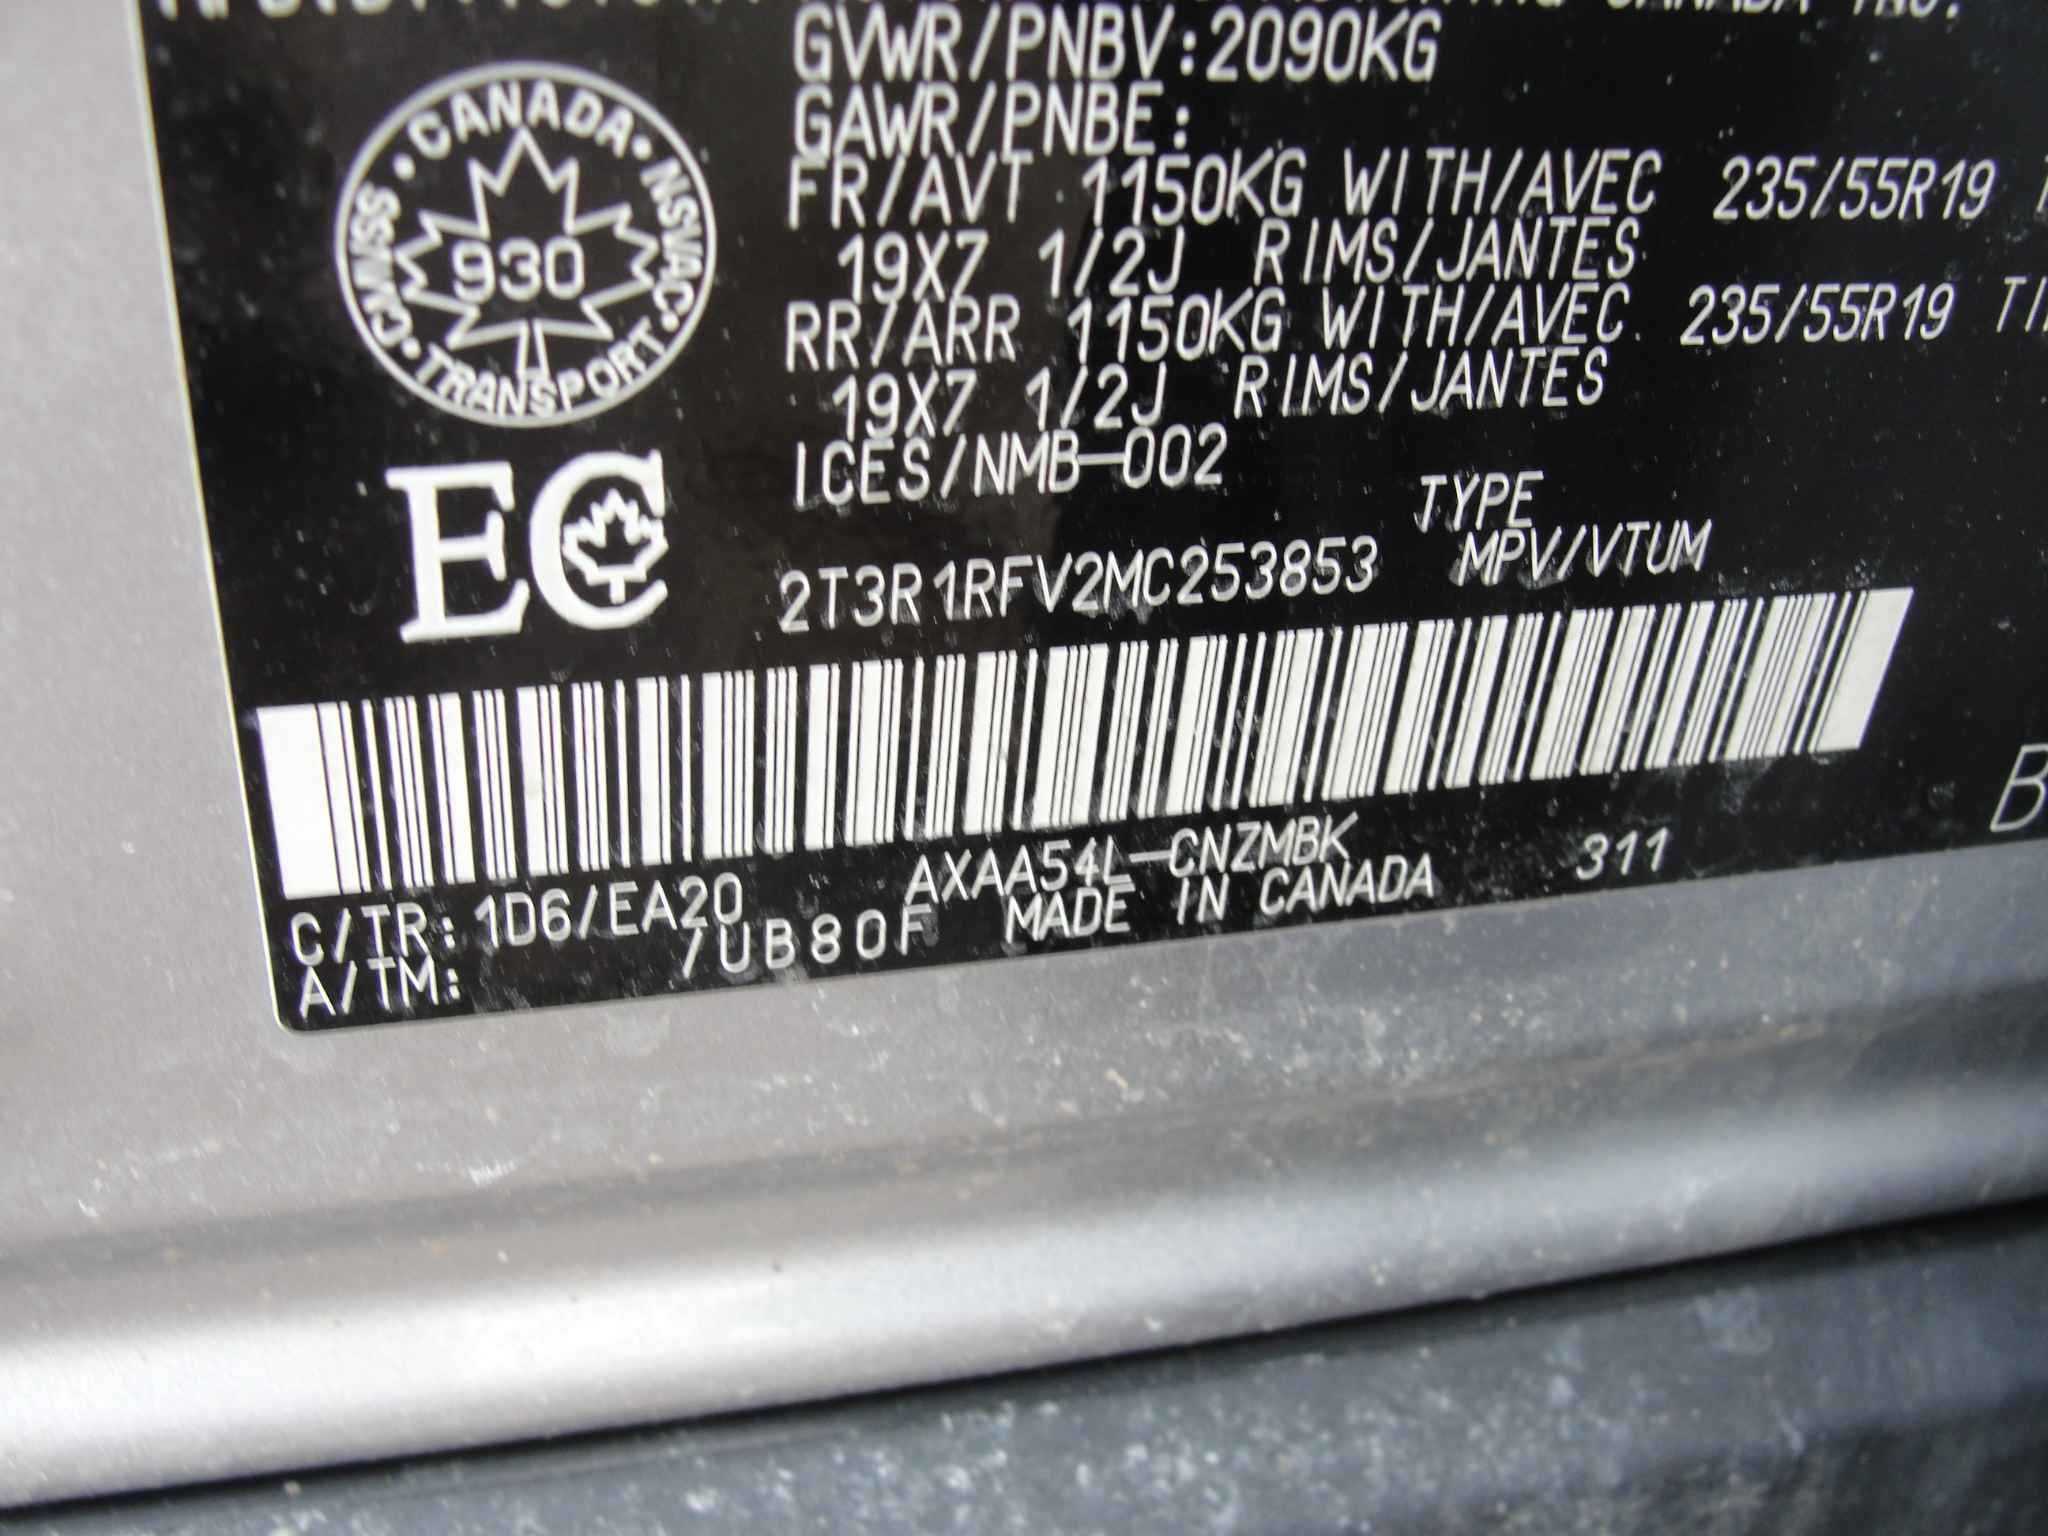 CANADA INC.
GVWR/PNBV:2090KG
GAWR/PNBE:
FR/AVT 1150KG WITH/AVEC 235/55R19
19X7 1/2J RIMS/JANTES
RR/ARR 1150KG WITH/AVEC 235/55R19
19X7 1/2J RIMS/JANTES
ICES/NMB-002
CANADA • NSVAC • TRANSPORT • CMVSS •
930
EC
TYPE
2T3R1RFV2MC253853 MPV/VTUM
C/TR: 1D6/EA20 AXAA54L-CNZMBK 311
A/TM: /UB80F MADE IN CANADA
B